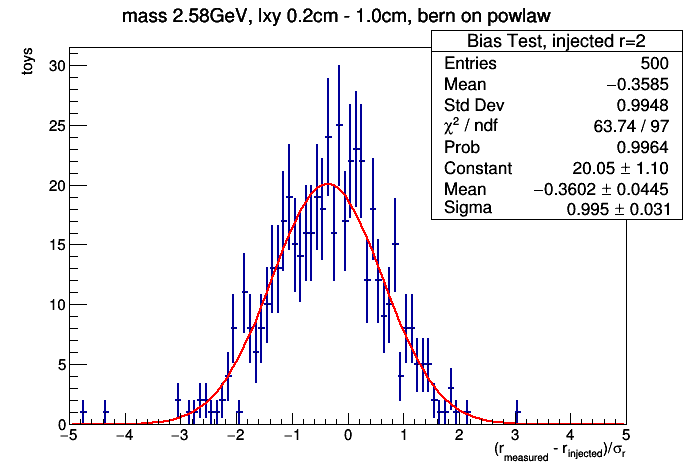 mass 2.58GeV, lxy 0.2cm - 1.0cm, bern on powlaw
toys
Bias Test, injected r=2
Entries 500
Mean −0.3585
Std Dev 0.9948
χ² / ndf 63.74 / 97
Prob 0.9964
Constant 20.05 ± 1.10
Mean −0.3602 ± 0.0445
Sigma 0.995 ± 0.031
30
25
20
15
10
5
0
−5 −4 −3 −2 −1 0 1 2 3 4 5
(r_measured - r_injected)/σ_r